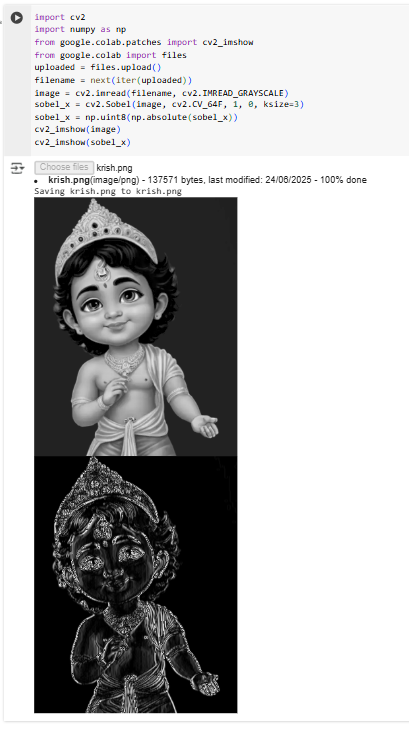 import cv2
import numpy as np
from google.colab.patches import cv2_imshow
from google.colab import files
uploaded = files.upload()
filename = next(iter(uploaded))
image = cv2.imread(filename, cv2.IMREAD_GRAYSCALE)
sobel_x = cv2.Sobel(image, cv2.CV_64F, 1, 0, ksize=3)
sobel_x = np.uint8(np.absolute(sobel_x))
cv2_imshow(image)
cv2_imshow(sobel_x)
Choose files krish.png
krish.png(image/png) - 137571 bytes, last modified: 24/06/2025 - 100% done
Saving krish.png to krish.png